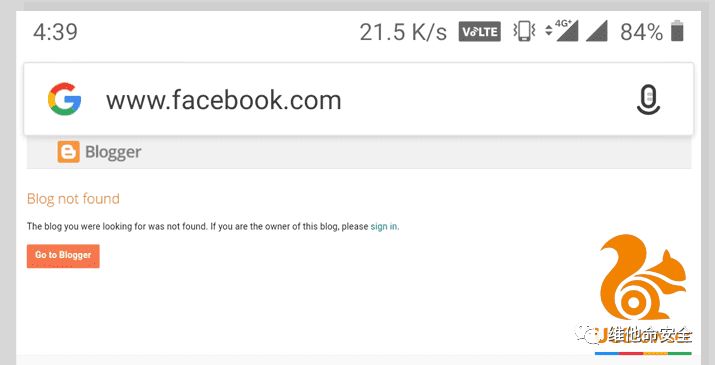 4:39 21.5 K/s VoLTE 4G+ 84%
www.facebook.com
Blogger
Blog not found
The blog you were looking for was not found. If you are the owner of this blog, please sign in.
Go to Blogger
维他命安全